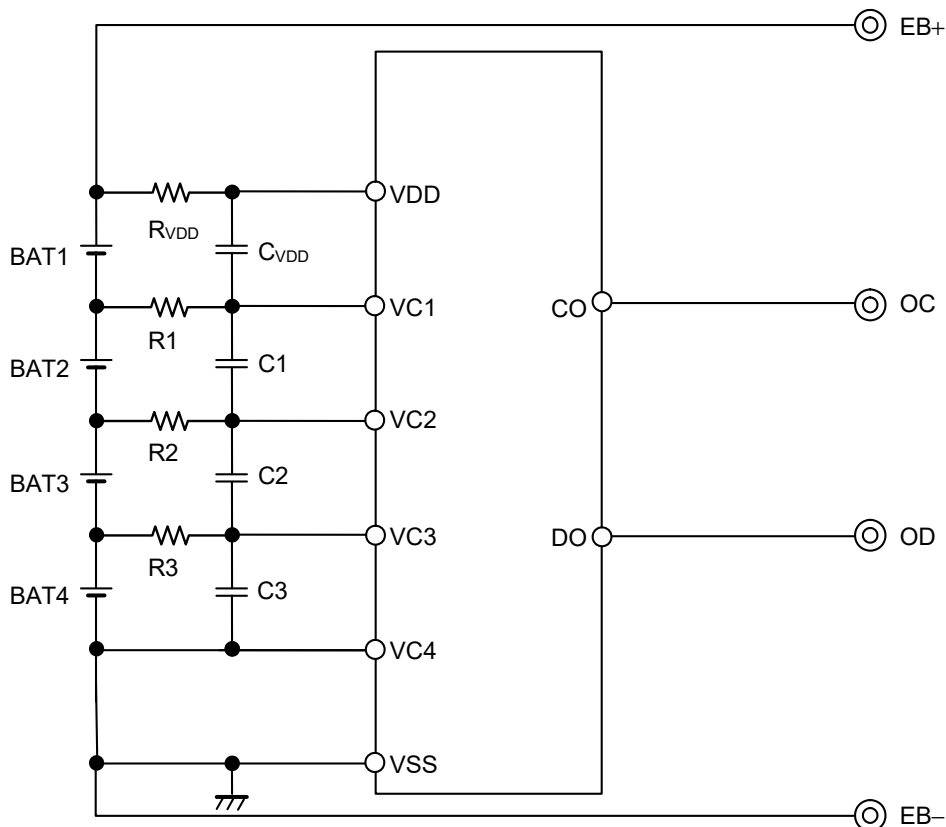 EB+
VDD
RVDD
BAT1
CVDD
VC1
CO
OC
R1
BAT2
C1
VC2
R2
BAT3
C2
VC3
DO
OD
R3
BAT4
C3
VC4
VSS
EB−